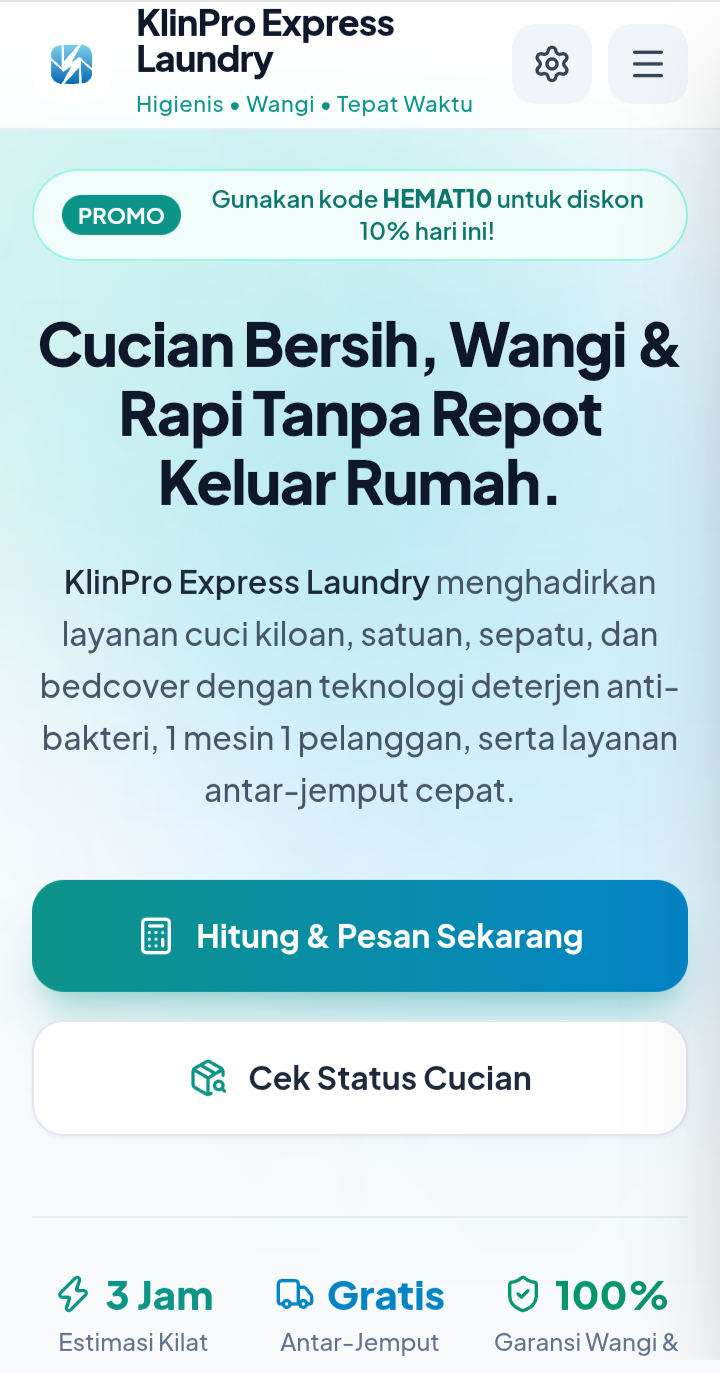 KlinPro Express
Laundry
Higienis • Wangi • Tepat Waktu
PROMO
Gunakan kode HEMAT10 untuk diskon
10% hari ini!
Cucian Bersih, Wangi &
Rapi Tanpa Repot
Keluar Rumah.
KlinPro Express Laundry menghadirkan
layanan cuci kiloan, satuan, sepatu, dan
bedcover dengan teknologi deterjen anti-
bakteri, 1 mesin 1 pelanggan, serta layanan
antar-jemput cepat.
Hitung & Pesan Sekarang
Cek Status Cucian
3 Jam
Estimasi Kilat
Gratis
Antar-Jemput
100%
Garansi Wangi &